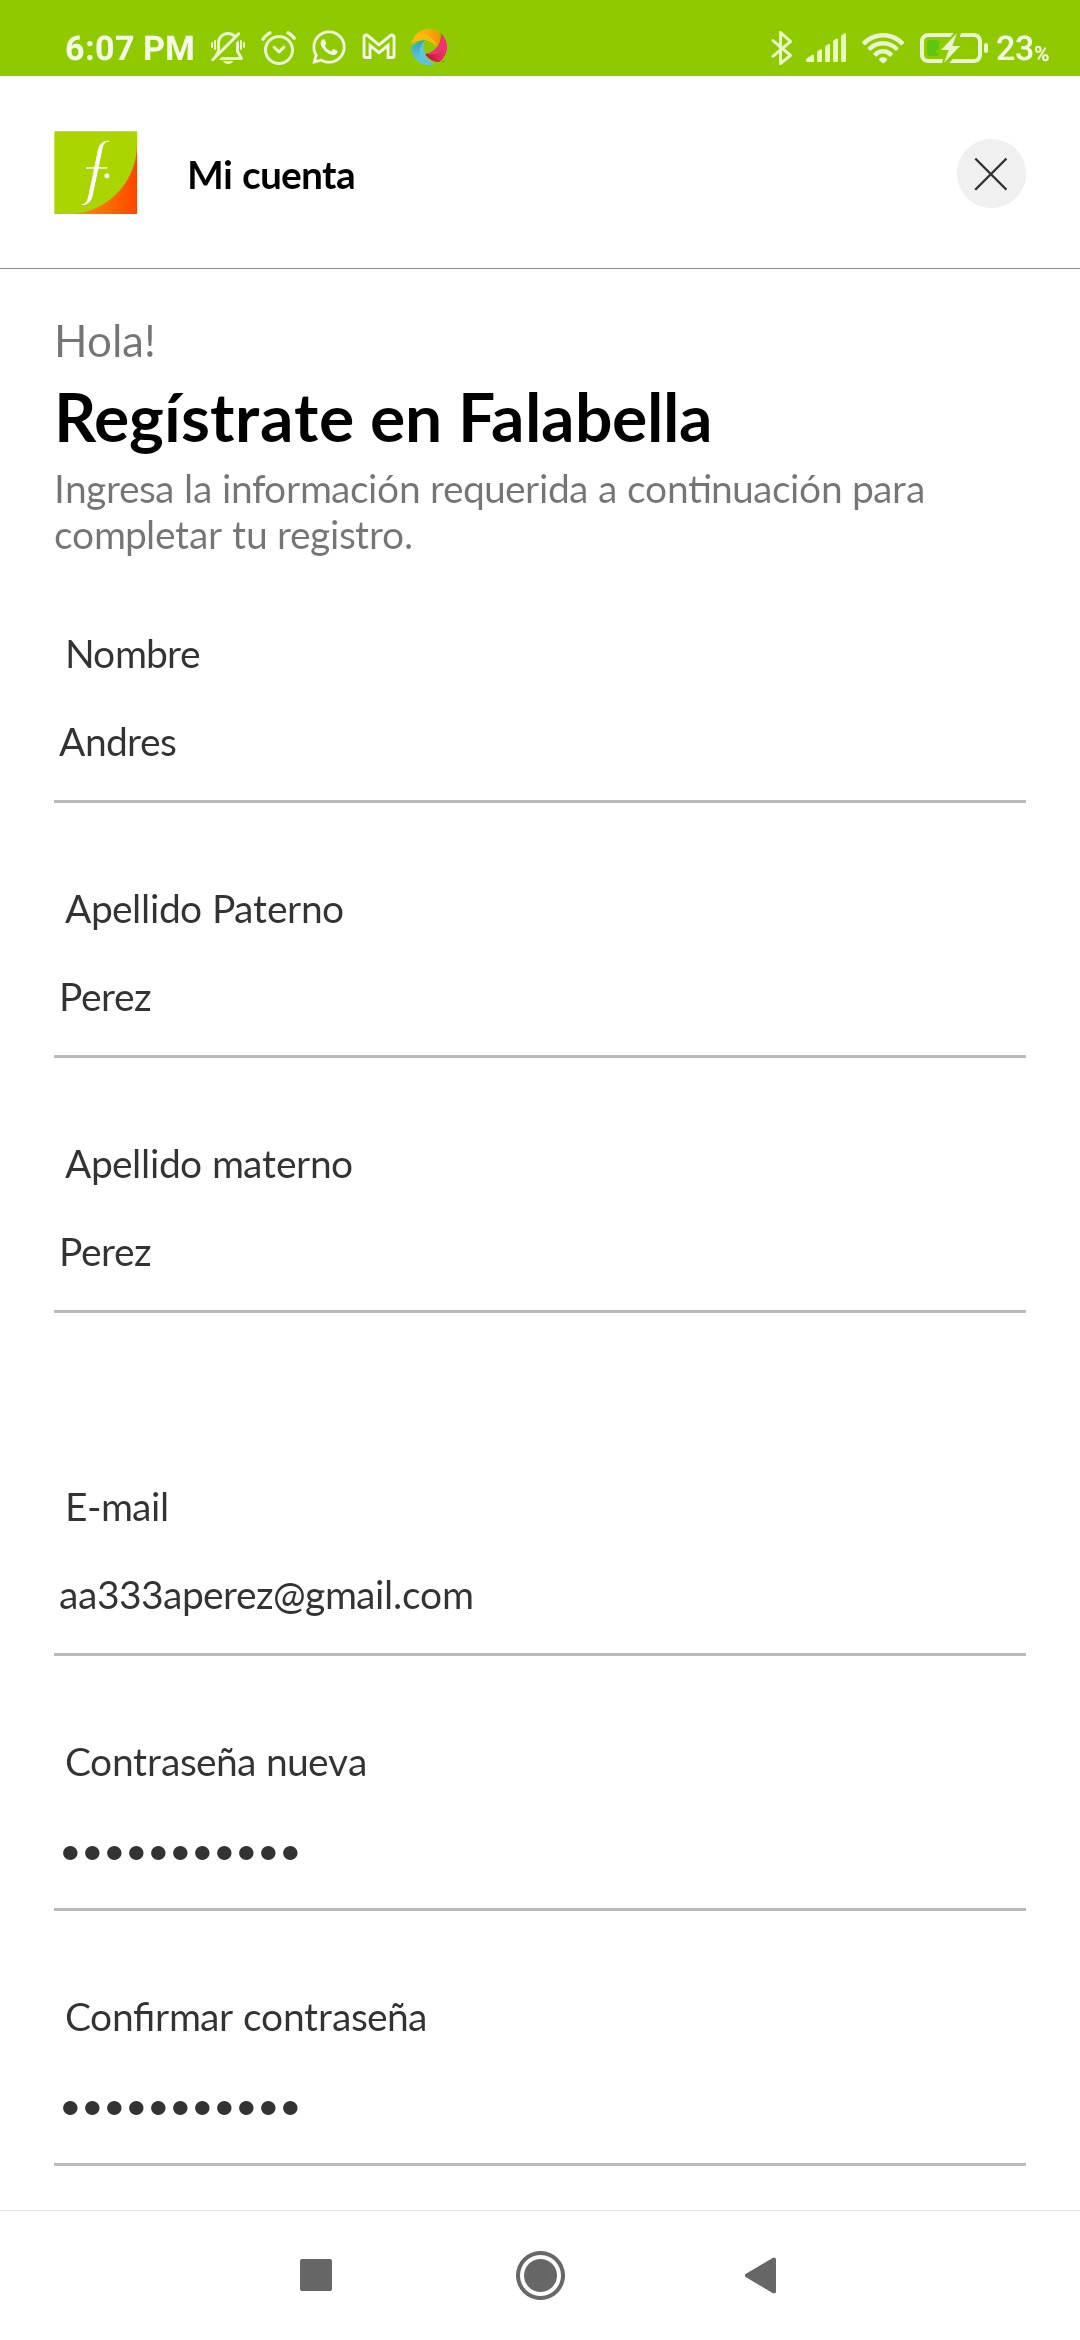 6:07 PM 23%
f.
Mi cuenta
Hola!
Regístrate en Falabella
Ingresa la información requerida a continuación para
completar tu registro.
Nombre
Andres
Apellido Paterno
Perez
Apellido materno
Perez
E-mail
aa333aperez@gmail.com
Contraseña nueva
•••••••••••
Confirmar contraseña
•••••••••••